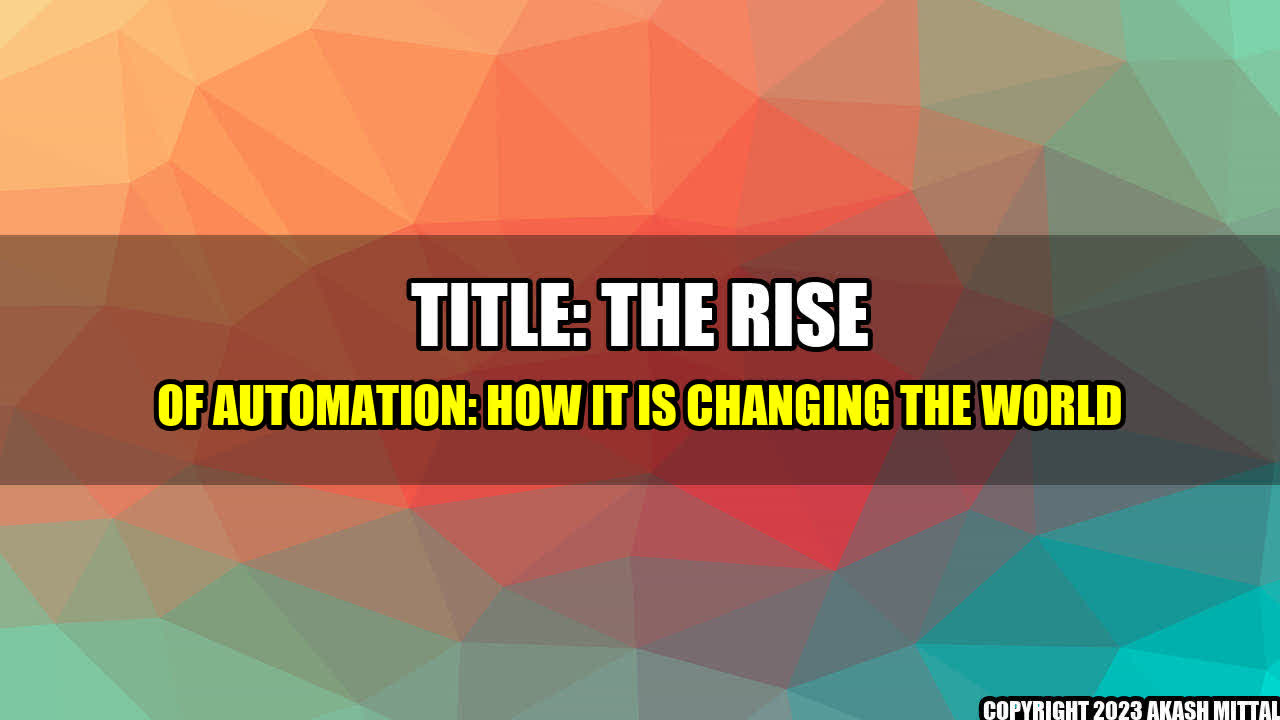 TITLE: THE RISE
OF AUTOMATION: HOW IT IS CHANGING THE WORLD
COPYRIGHT 2023 AKASH MITTAL